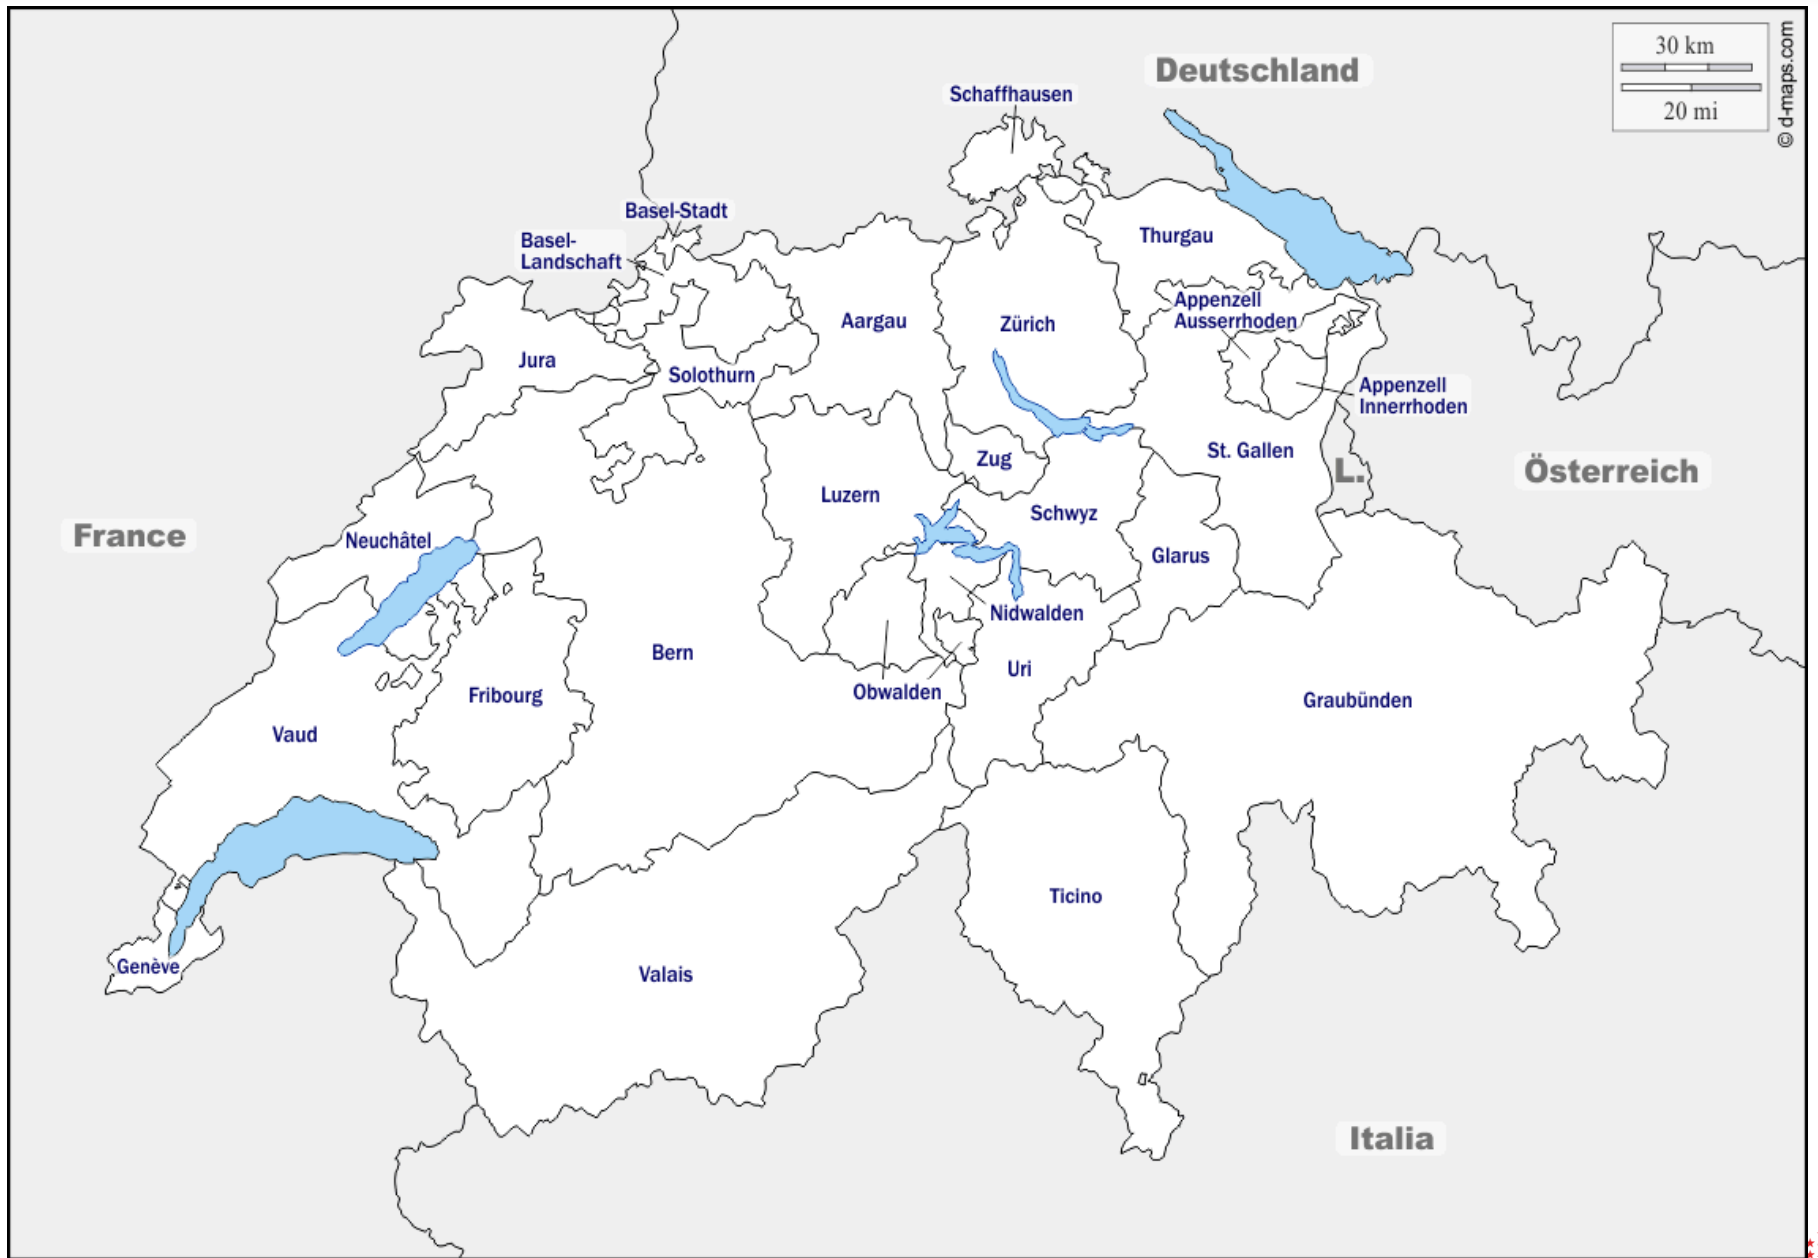 Deutschland
30 km
20 mi
© d-maps.com
Schaffhausen
Basel-Stadt
Basel-
Landschaft
Thurgau
Appenzell
Ausserrhoden
Aargau
Zürich
Jura
Solothurn
Appenzell
Innerrhoden
Zug
St. Gallen
L.
Österreich
Luzern
Schwyz
France
Neuchâtel
Glarus
Nidwalden
Bern
Uri
Obwalden
Fribourg
Graubünden
Vaud
Ticino
Genève
Valais
Italia